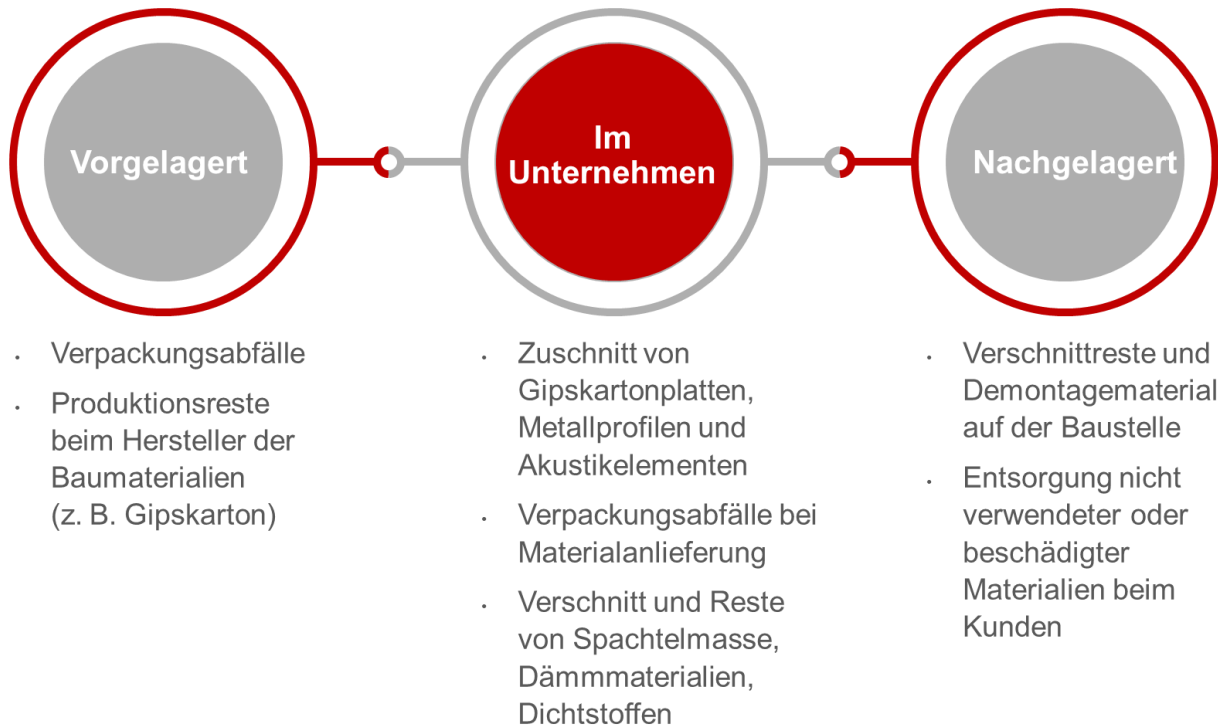 Vorgelagert
Im
Unternehmen
Nachgelagert
· Verpackungsabfälle
· Produktionsreste
beim Hersteller der
Baumaterialien
(z. B. Gipskarton)
· Zuschnitt von
Gipskartonplatten,
Metallprofilen und
Akustikelementen
· Verpackungsabfälle bei
Materialanlieferung
· Verschnitt und Reste
von Spachtelmasse,
Dämmmaterialien,
Dichtstoffen
· Verschnittreste und
Demontagematerial
auf der Baustelle
· Entsorgung nicht
verwendeter oder
beschädigter
Materialien beim
Kunden